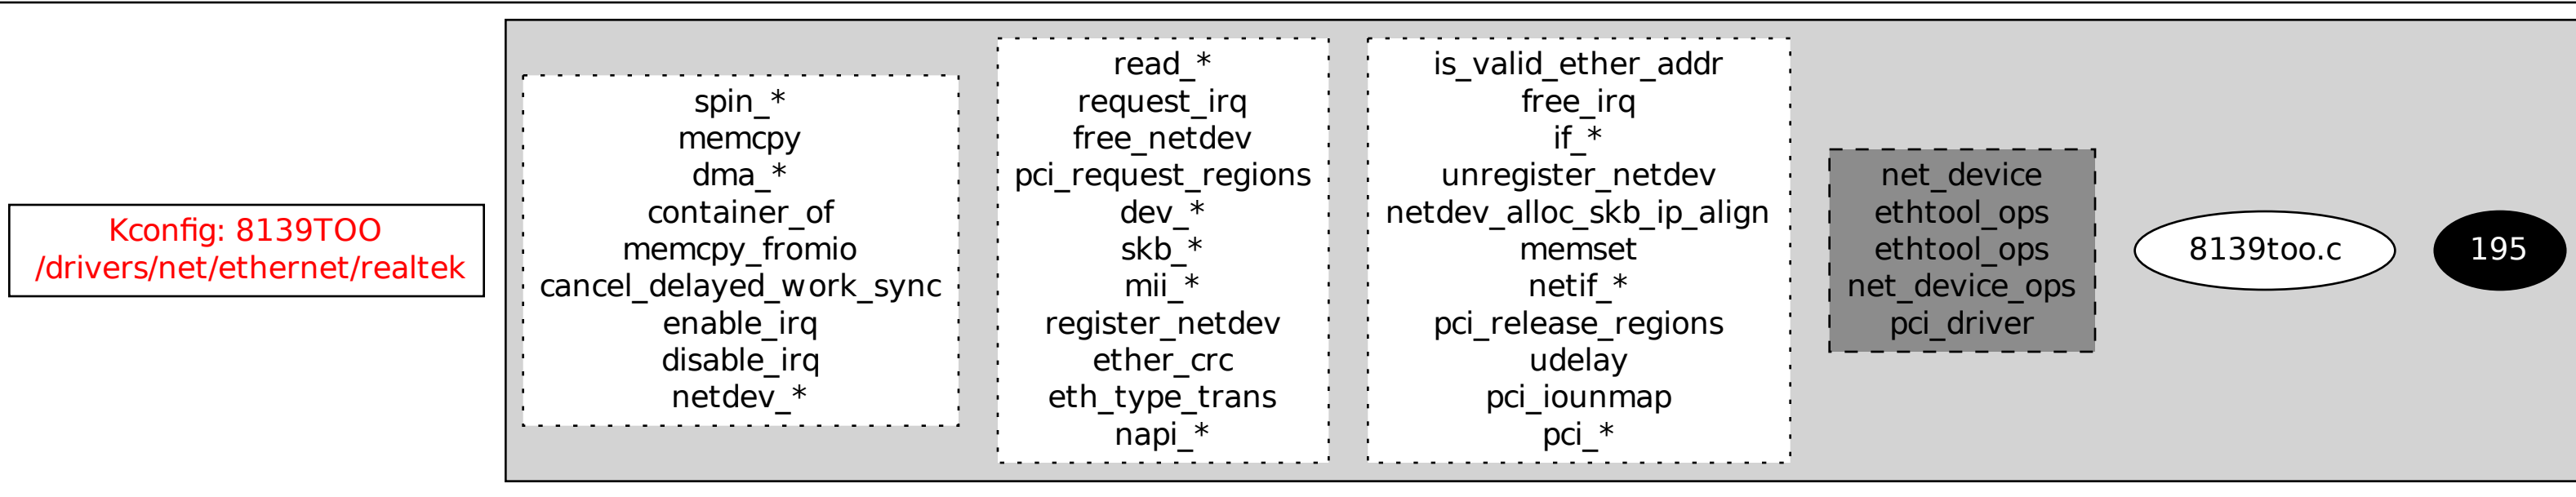 Kconfig: 8139TOO
/drivers/net/ethernet/realtek
spin_*
memcpy
dma_*
container_of
memcpy_fromio
cancel_delayed_work_sync
enable_irq
disable_irq
netdev_*
read_*
request_irq
free_netdev
pci_request_regions
dev_*
skb_*
mii_*
register_netdev
ether_crc
eth_type_trans
napi_*
is_valid_ether_addr
free_irq
if_*
unregister_netdev
netdev_alloc_skb_ip_align
memset
netif_*
pci_release_regions
udelay
pci_iounmap
pci_*
net_device
ethtool_ops
ethtool_ops
net_device_ops
pci_driver
8139too.c
195